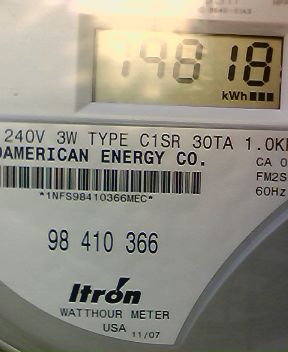 74818
kWh
240V 3W TYPE C1SR 30TA 1.0K
AMERICAN ENERGY CO.
CA 0
FM2S
60Hz
*1NFS98410366MEC*
98 410 366
Itron
WATTHOUR METER
USA 11/07